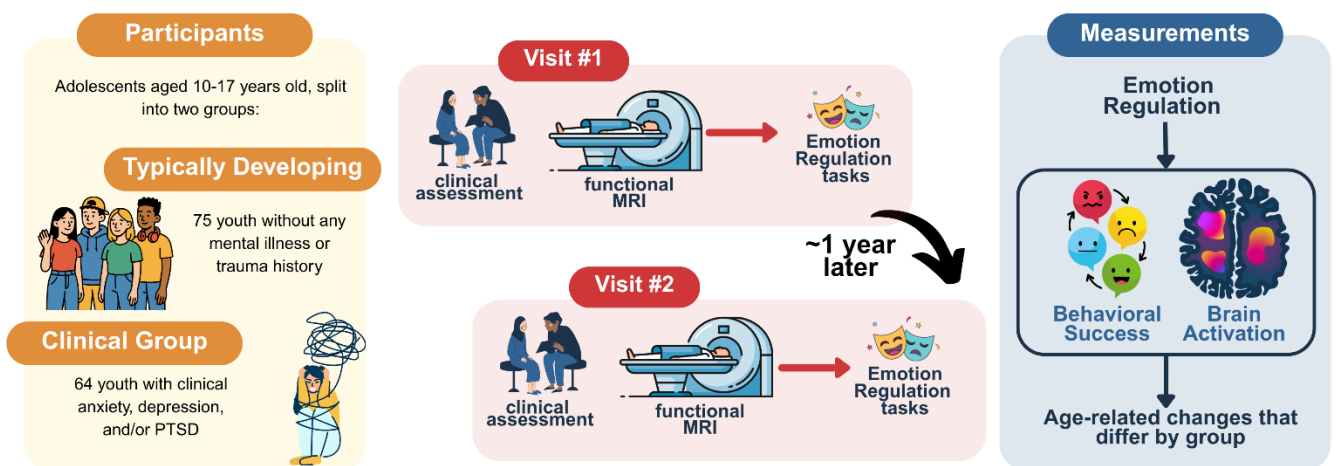 Participants
Adolescents aged 10-17 years old, split
into two groups:
Typically Developing
75 youth without any
mental illness or
trauma history
Clinical Group
64 youth with clinical
anxiety, depression,
and/or PTSD
Visit #1
clinical
assessment
functional
MRI
Emotion
Regulation
tasks
~1 year
later
Visit #2
clinical
assessment
functional
MRI
Emotion
Regulation
tasks
Measurements
Emotion
Regulation
Behavioral
Success
Brain
Activation
Age-related changes that
differ by group